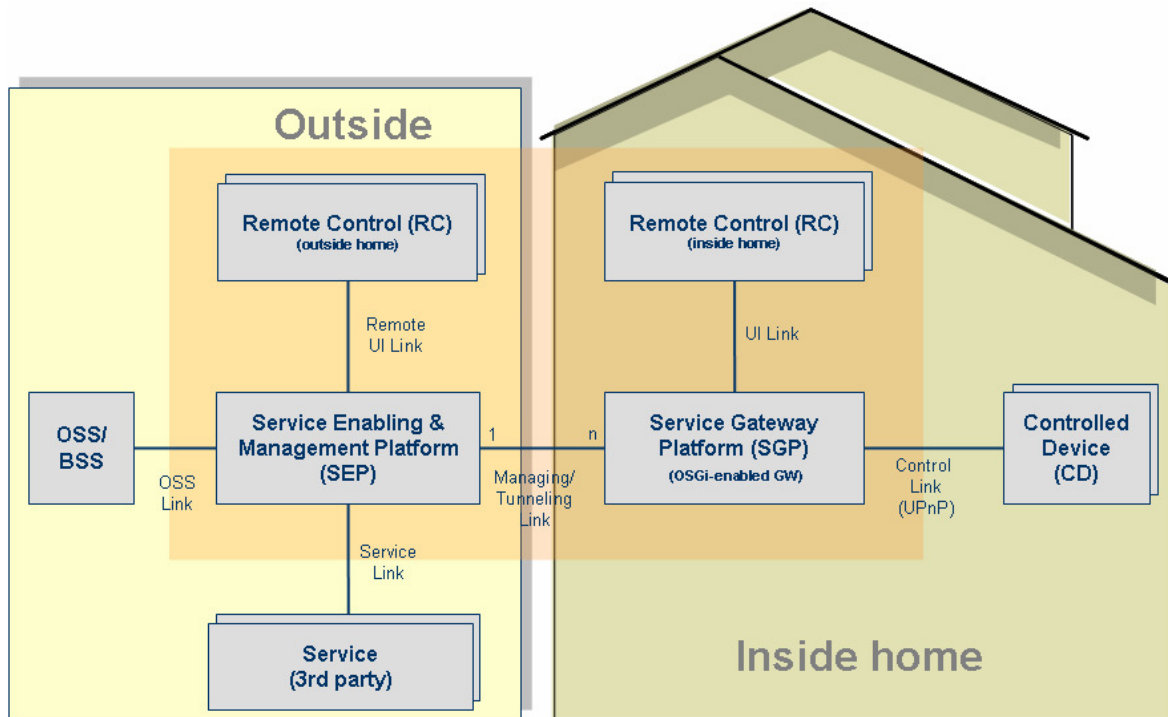 Outside
Remote Control (RC)
(outside home)
Remote Control (RC)
(inside home)
Remote
UI Link
UI Link
OSS/
BSS
OSS
Link
Service Enabling &
Management Platform
(SEP)
1
n
Managing/
Tunneling
Link
Service Gateway
Platform (SGP)
(OSGi-enabled GW)
Control
Link
(UPnP)
Controlled
Device
(CD)
Service
Link
Service
(3rd party)
Inside home